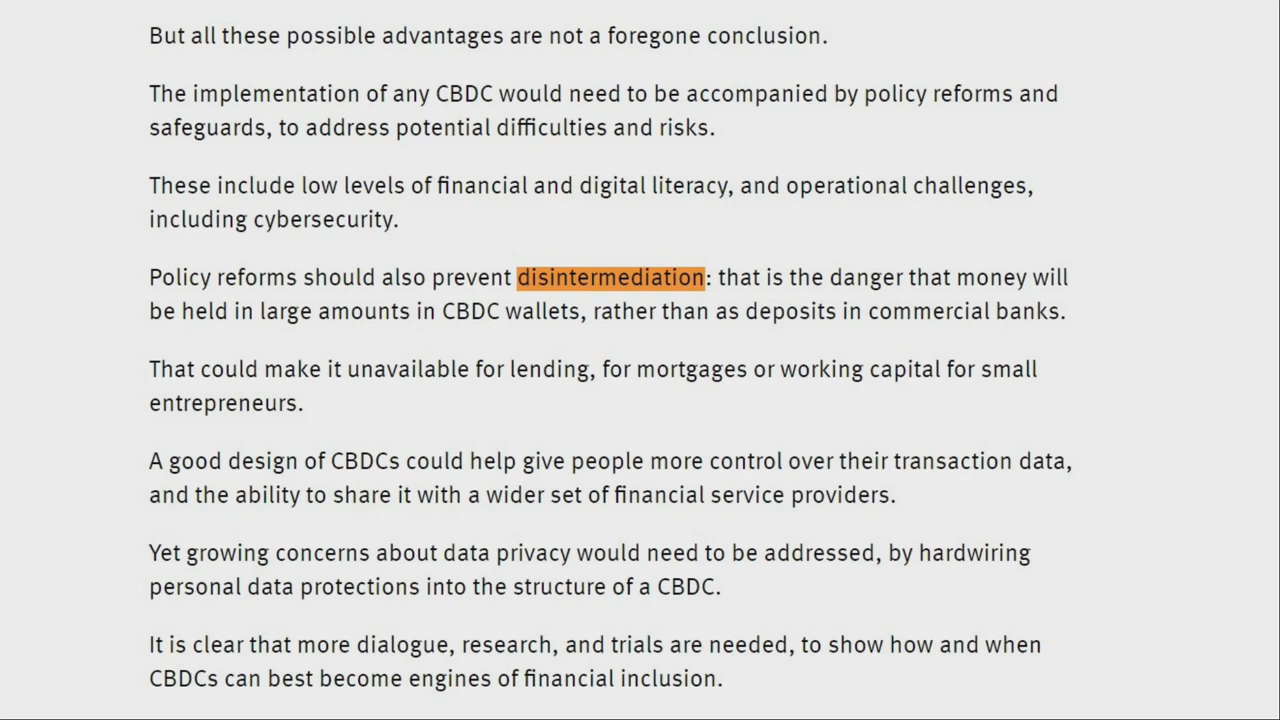 But all these possible advantages are not a foregone conclusion.
The implementation of any CBDC would need to be accompanied by policy reforms and
safeguards, to address potential difficulties and risks.
These include low levels of financial and digital literacy, and operational challenges,
including cybersecurity.
Policy reforms should also prevent disintermediation: that is the danger that money will
be held in large amounts in CBDC wallets, rather than as deposits in commercial banks.
That could make it unavailable for lending, for mortgages or working capital for small
entrepreneurs.
A good design of CBDCs could help give people more control over their transaction data,
and the ability to share it with a wider set of financial service providers.
Yet growing concerns about data privacy would need to be addressed, by hardwiring
personal data protections into the structure of a CBDC.
It is clear that more dialogue, research, and trials are needed, to show how and when
CBDCs can best become engines of financial inclusion.